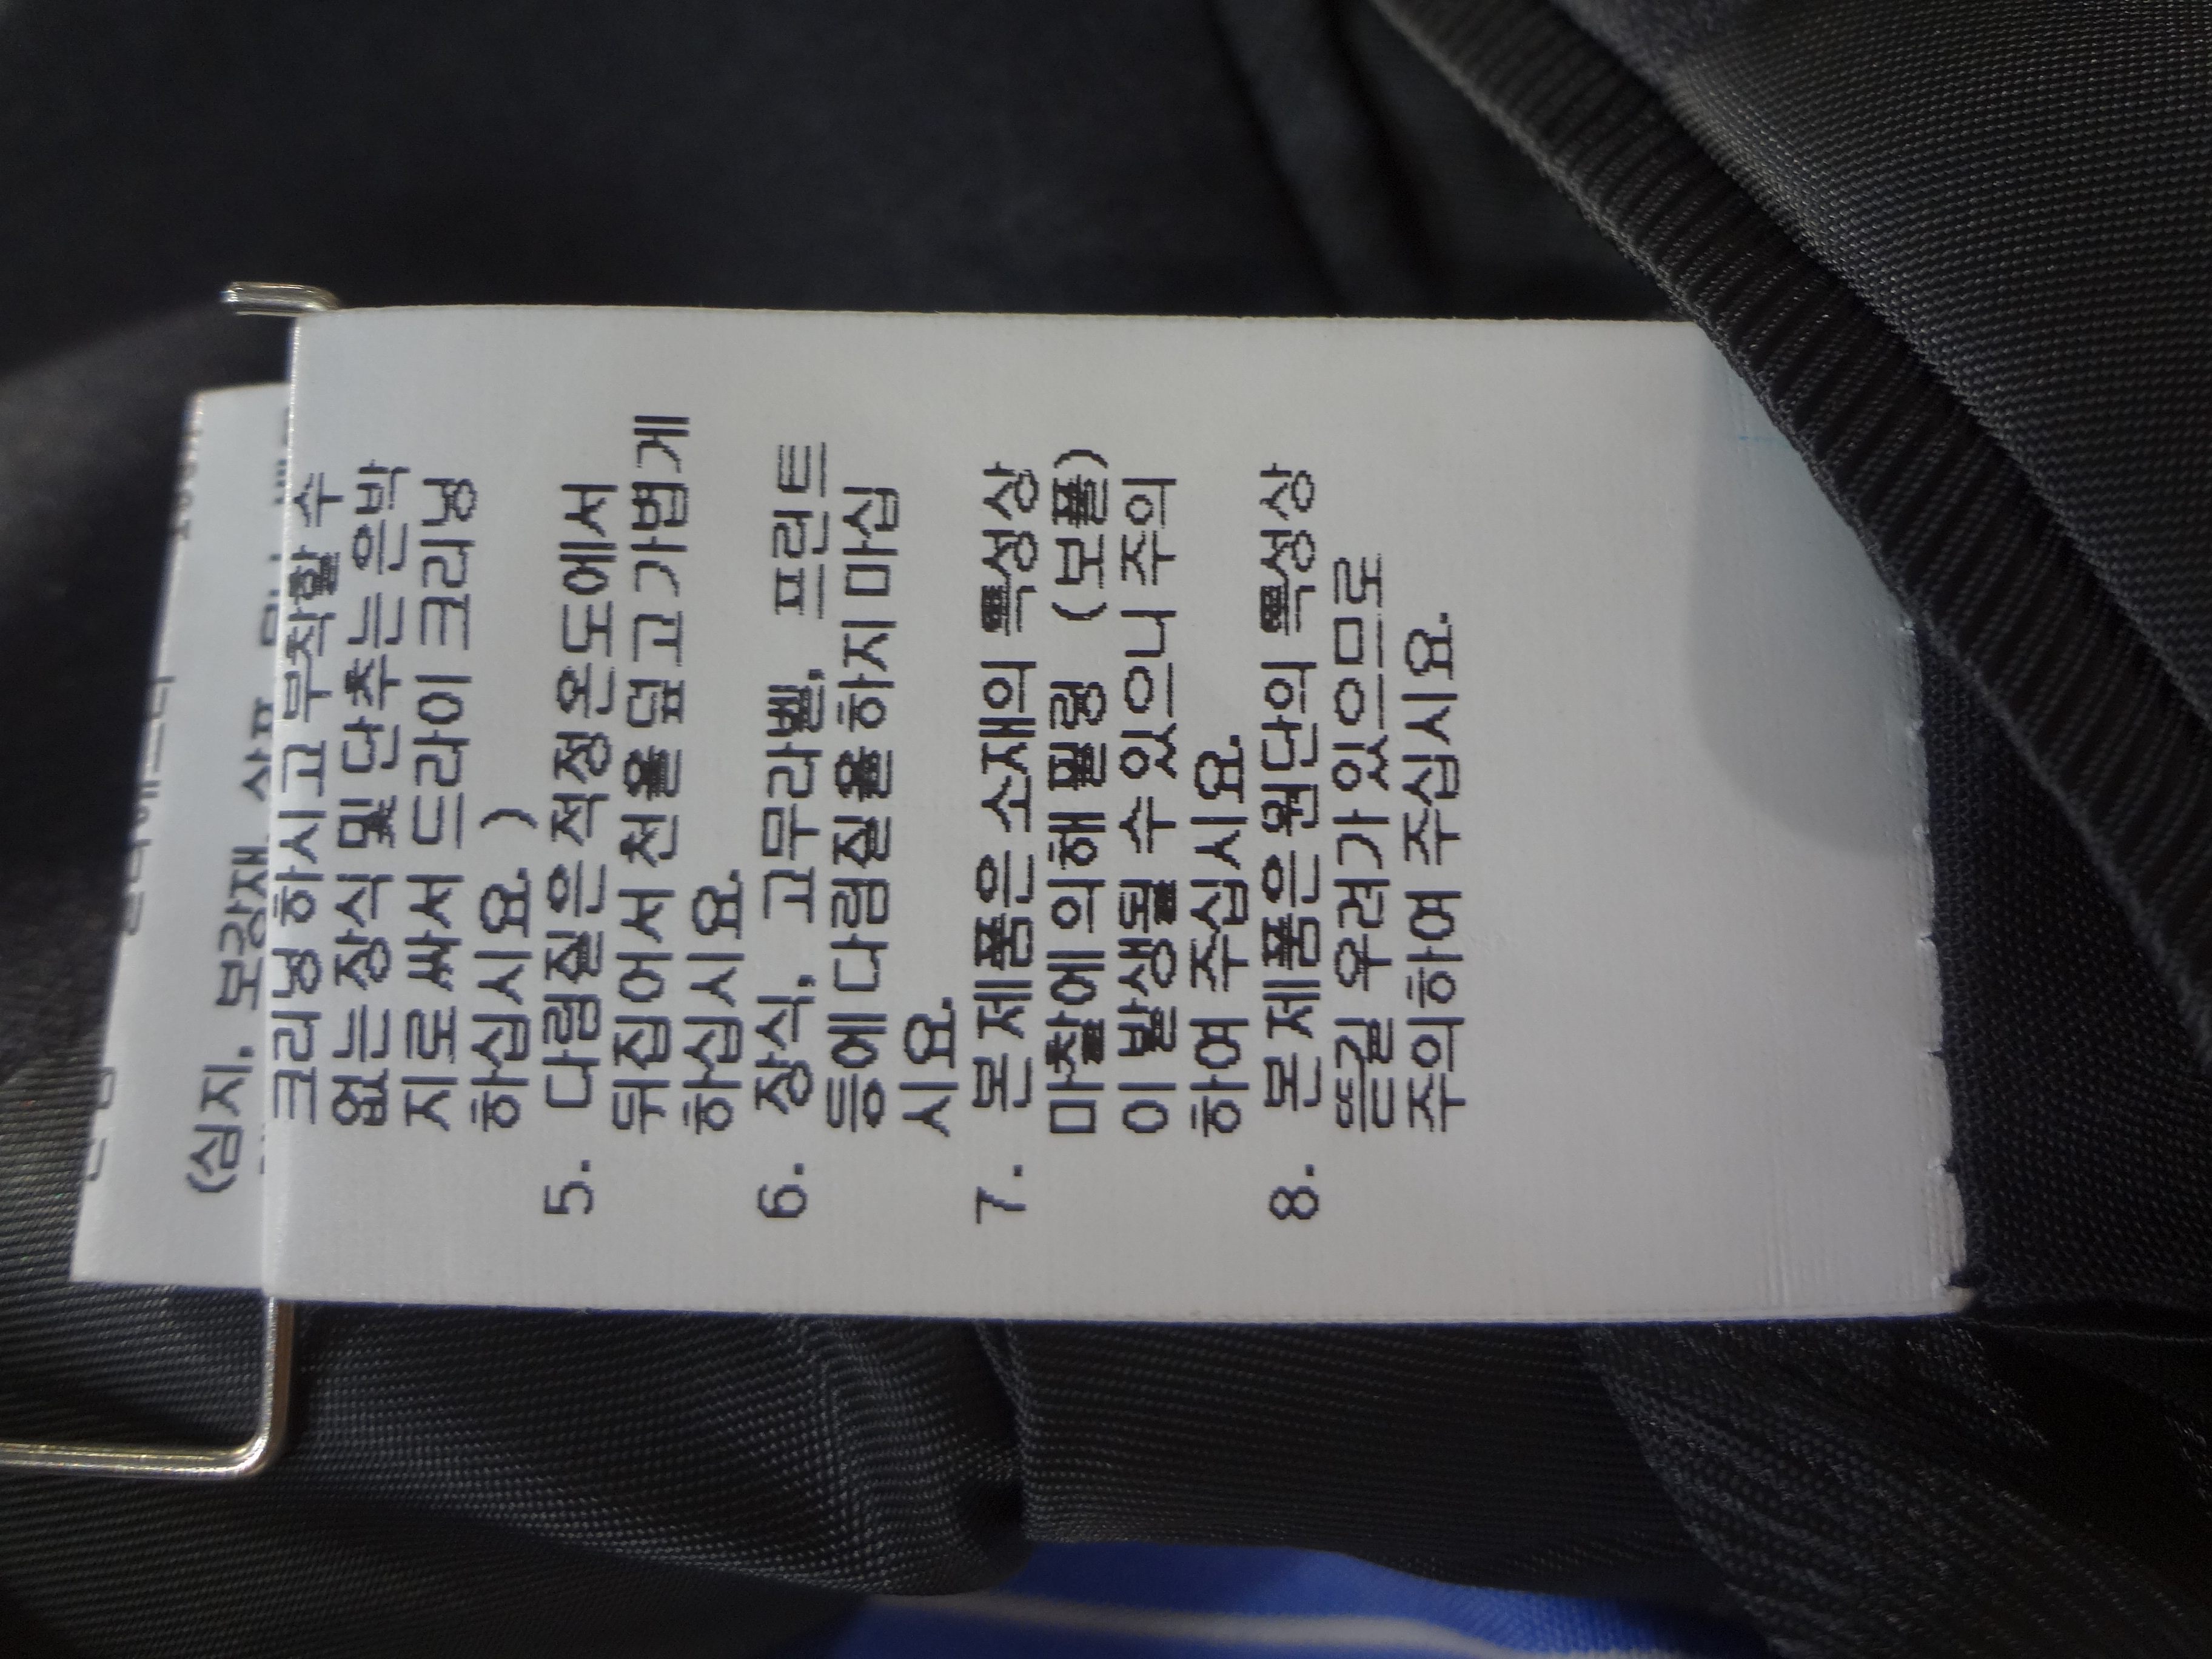 (심지, 보강재,
크리닝 하시고 부착할 수
없는 장식 및 단추는 은박
지로 싸서 드라이 크리닝
하십시요. )
5. 다림질은 적정온도에서
뒤집어서 천을 덮고 가볍게
하십시요.
6. 장식, 고무라벨, 프린트
등에 다림질을 하지 마십
시요.
7. 본제품은 소재의 특성상
마찰에 의해 필링 (보풀)
이 발생될 수 있으니 주의
하여 주십시요.
8. 본제품은 원단의 특성상
뜯길 우려가 있으므로
주의하여 주십시요.